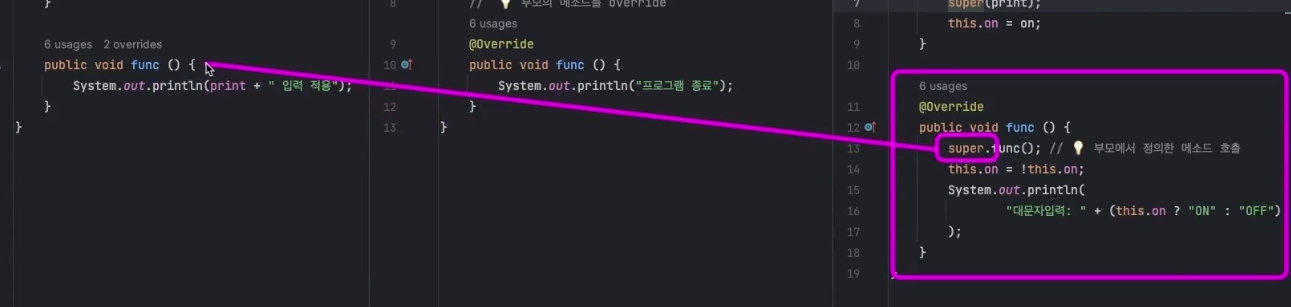 }
6 usages 2 overrides
public void func () {
System.out.println(print + " 입력 적용");
}
}
8
// 💡 부모의 메소드를 override
6 usages
9
@Override
10
public void func () {
System.out.println("프로그램 종료");
12
}
13
}
7
super(print);
8
this.on = on;
9
}
10
6 usages
11
@Override
12
public void func () {
13
super.func(); // 💡 부모에서 정의한 메소드 호출
14
this.on = !this.on;
15
System.out.println(
16
"대문자입력: " + (this.on ? "ON" : "OFF")
17
);
18
}
19
}